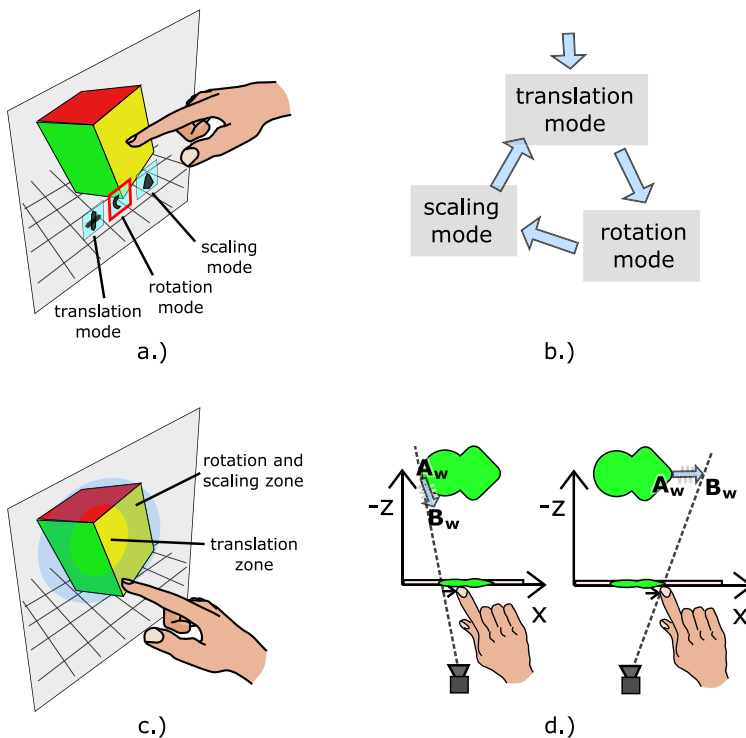 scaling
mode
rotation
mode
translation
mode
a.)
translation
mode
scaling
mode
rotation
mode
b.)
rotation and
scaling zone
translation
zone
c.)
-z
Aw
Bw
x
-z
Aw
Bw
x
d.)